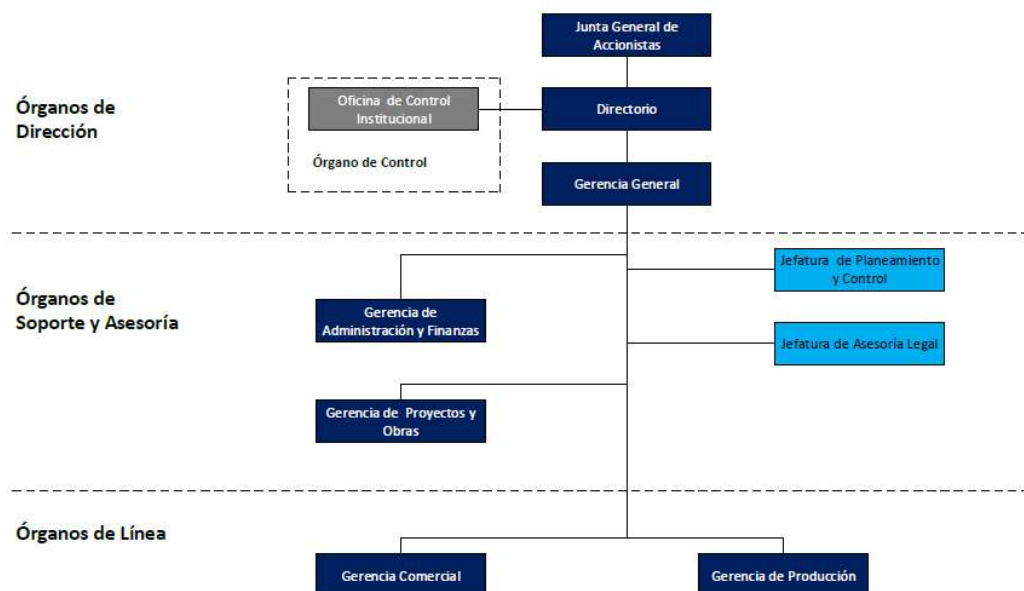 Junta General de
Accionistas
Órganos de
Dirección
Oficina de Control
Institucional
Directorio
Órgano de Control
Gerencia General
Jefatura de Planeamiento
y Control
Órganos de
Soporte y Asesoría
Gerencia de
Administración y Finanzas
Jefatura de Asesoría Legal
Gerencia de Proyectos y
Obras
Órganos de Línea
Gerencia Comercial
Gerencia de Producción